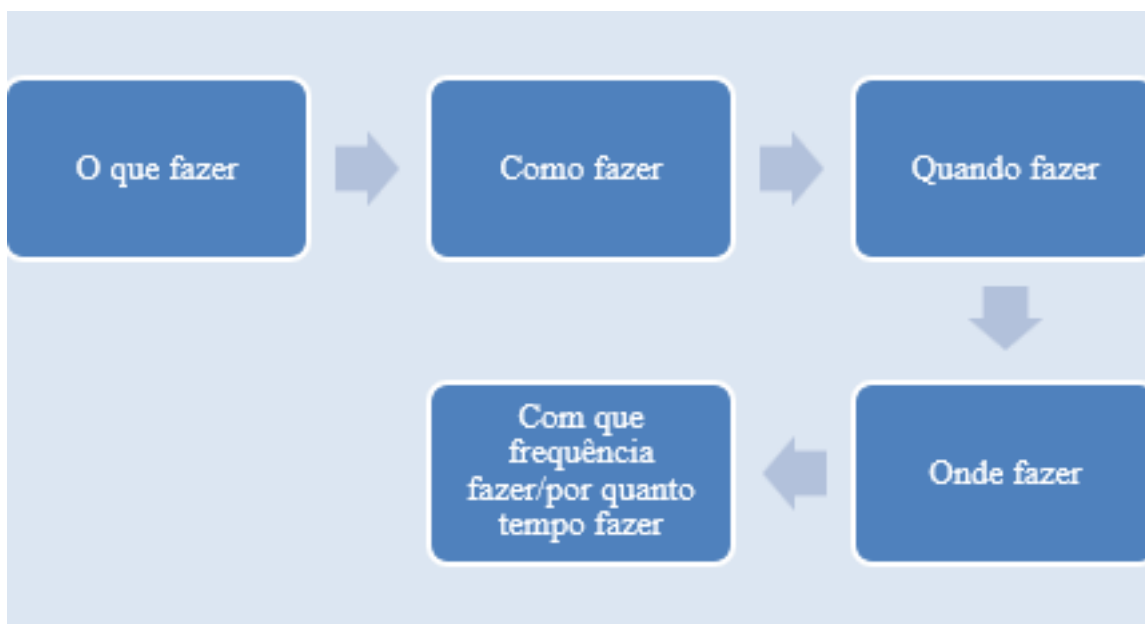 O que fazer
Como fazer
Quando fazer
Onde fazer
Com que
frequência
fazer/por quanto
tempo fazer